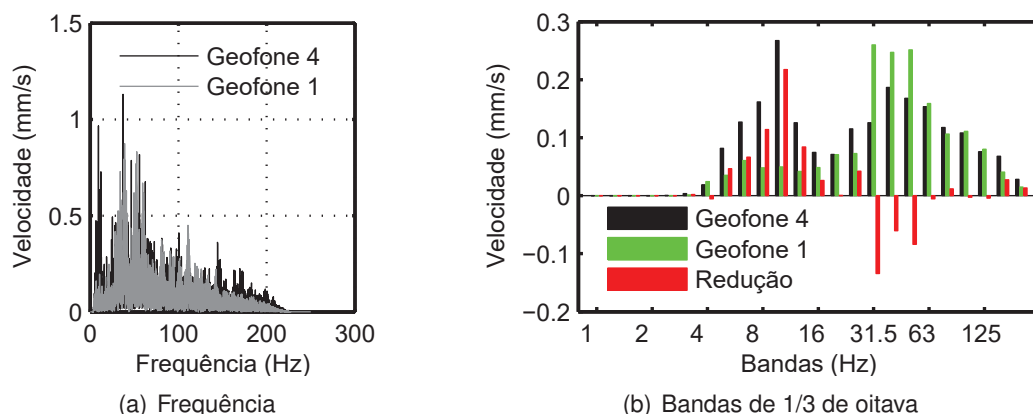 1.5
1
0.5
0
Velocidade (mm/s)
Geofone 4
Geofone 1
0
100
200
300
Frequência (Hz)
(a) Frequência
0.3
0.2
0.1
0
−0.1
−0.2
Velocidade (mm/s)
Geofone 4
Geofone 1
Redução
1
2
4
8
16
31.5
63
125
Bandas (Hz)
(b) Bandas de 1/3 de oitava